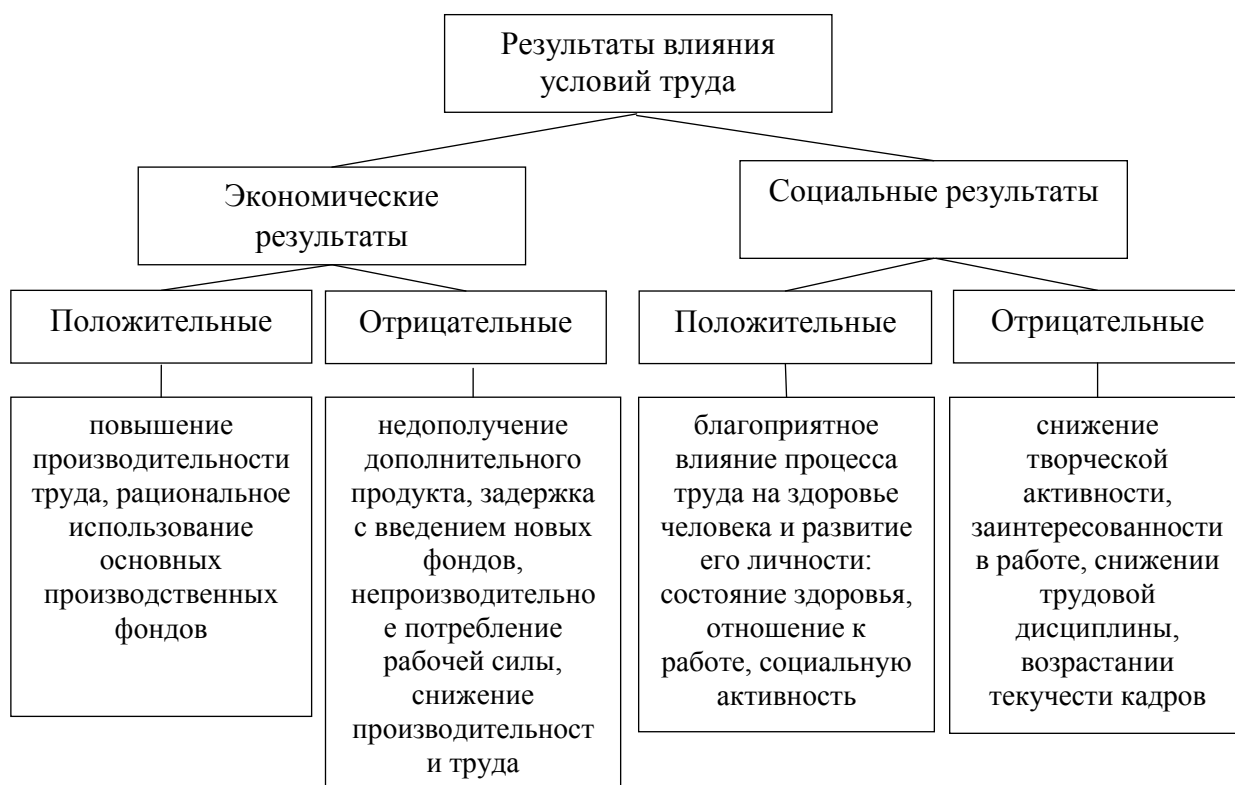 Результаты влияния
условий труда
Экономические
результаты
Социальные результаты
Положительные
Отрицательные
Положительные
Отрицательные
повышение
производительности
труда, рациональное
использование
основных
производственных
фондов
недополучение
дополнительного
продукта, задержка
с введением новых
фондов,
непроизводительно
е потребление
рабочей силы,
снижение
производительност
и труда
благоприятное
влияние процесса
труда на здоровье
человека и развитие
его личности:
состояние здоровья,
отношение к
работе, социальную
активность
снижение
творческой
активности,
заинтересованности
в работе, снижении
трудовой
дисциплины,
возрастании
текучести кадров